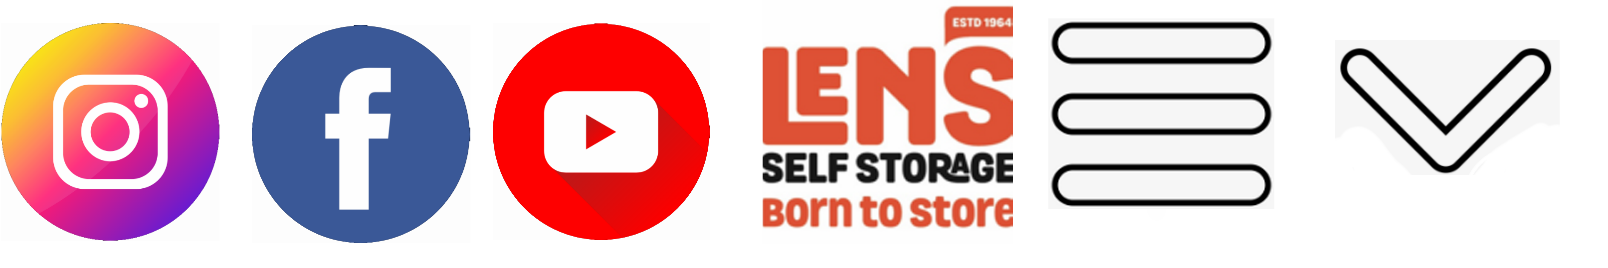 ESTD 1964
LENS
SELF STORAGE
Born to store